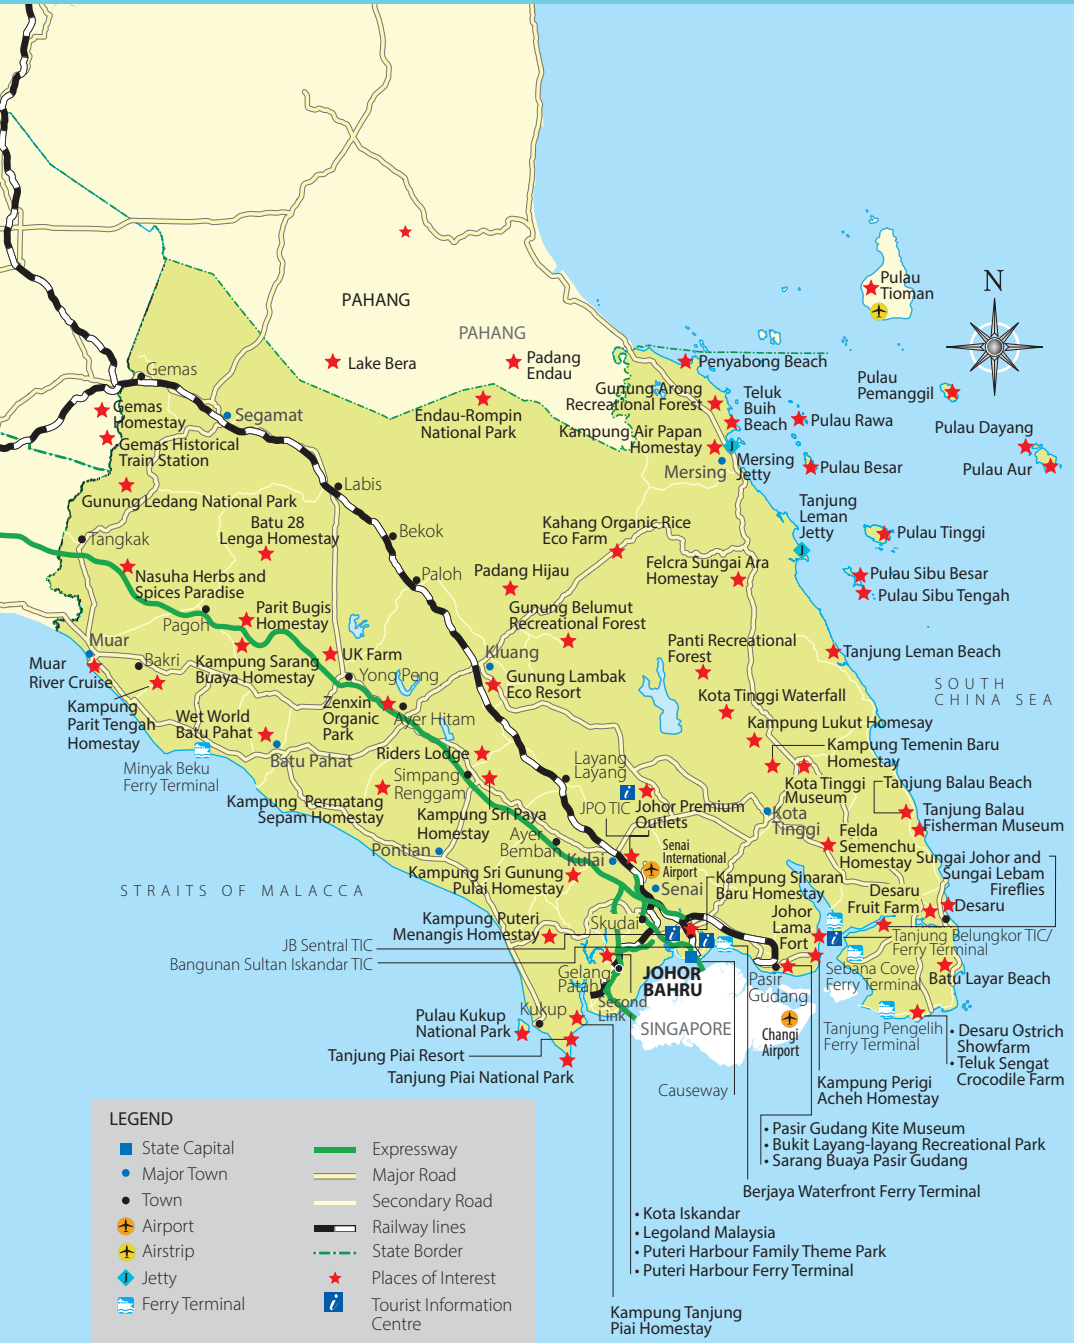 N
PAHANG
PAHANG
Lake Bera
Padang
Endau
Pulau
Tioman
Penyabong Beach
Gemas
Gemas
Homestay
Segamat
Gemas Historical
Train Station
Endau-Rompin
National Park
Gunung Arong
Recreational Forest
Teluk
Buih
Beach
Kampung Air Papan
Homestay
Mersing
Mersing
Jetty
J
Pulau
Pemanggil
Pulau Rawa
Pulau Dayang
Pulau Besar
Pulau Aur
Gunung Ledang National Park
Labis
Tangkak
Batu 28
Lenga Homestay
Bekok
Kahang Organic Rice
Eco Farm
Tanjung
Leman
Jetty
J
Pulau Tinggi
Nasuha Herbs and
Spices Paradise
Paloh
Padang Hijau
Felcra Sungai Ara
Homestay
Pulau Sibu Besar
Pulau Sibu Tengah
Pagoh
Parit Bugis
Homestay
Gunung Belumut
Recreational Forest
Muar
Muar
River Cruise
Bakri
Kampung Sarang
Buaya Homestay
UK Farm
Yong Peng
Kluang
Gunung Lambak
Eco Resort
Panti Recreational
Forest
Tanjung Leman Beach
SOUTH
CHINA SEA
Kampung
Parit Tengah
Homestay
Wet World
Batu Pahat
Zenxin
Organic
Park
Ayer Hitam
Kota Tinggi Waterfall
Kampung Lukut Homesay
Minyak Beku
Ferry Terminal
Batu Pahat
Riders Lodge
Simpang
Renggam
Layang
Layang
Kampung Temenin Baru
Homestay
Kota Tinggi
Museum
Tanjung Balau Beach
Kampung Permatang
Sepam Homestay
Kampung Sri Paya
Homestay
JPO TIC
Johor Premium
Outlets
Kota
Tinggi
Tanjung Balau
Fisherman Museum
Ayer
Bemban
Pontian
Kulai
Senai
International
Airport
Senai
Felda
Semenchu
Homestay
Sungai Johor and
Sungai Lebam
Fireflies
STRAITS OF MALACCA
Kampung Sri Gunung
Pulai Homestay
Kampung Sinaran
Baru Homestay
Desaru
Fruit Farm
Desaru
Kampung Puteri
Menangis Homestay
Skudai
Johor
Lama
Fort
JB Sentral TIC
Bangunan Sultan Iskandar TIC
Tanjung Belungkor TIC/
Ferry Terminal
Gelang
Patah
JOHOR
BAHRU
Pasir
Gudang
Sebana Cove
Ferry Terminal
Batu Layar Beach
Second
Link
Pulau Kukup
National Park
Kukup
SINGAPORE
Changi
Airport
Tanjung Pengelih
Ferry Terminal
• Desaru Ostrich
Showfarm
• Teluk Sengat
Crocodile Farm
Tanjung Piai Resort
Tanjung Piai National Park
Causeway
Kampung Perigi
Acheh Homestay
• Pasir Gudang Kite Museum
• Bukit Layang-layang Recreational Park
• Sarang Buaya Pasir Gudang
Berjaya Waterfront Ferry Terminal
• Kota Iskandar
• Legoland Malaysia
• Puteri Harbour Family Theme Park
• Puteri Harbour Ferry Terminal
Kampung Tanjung
Piai Homestay
LEGEND
State Capital
Major Town
Town
Airport
Airstrip
J Jetty
Ferry Terminal
Expressway
Major Road
Secondary Road
Railway lines
State Border
Places of Interest
i Tourist Information
Centre